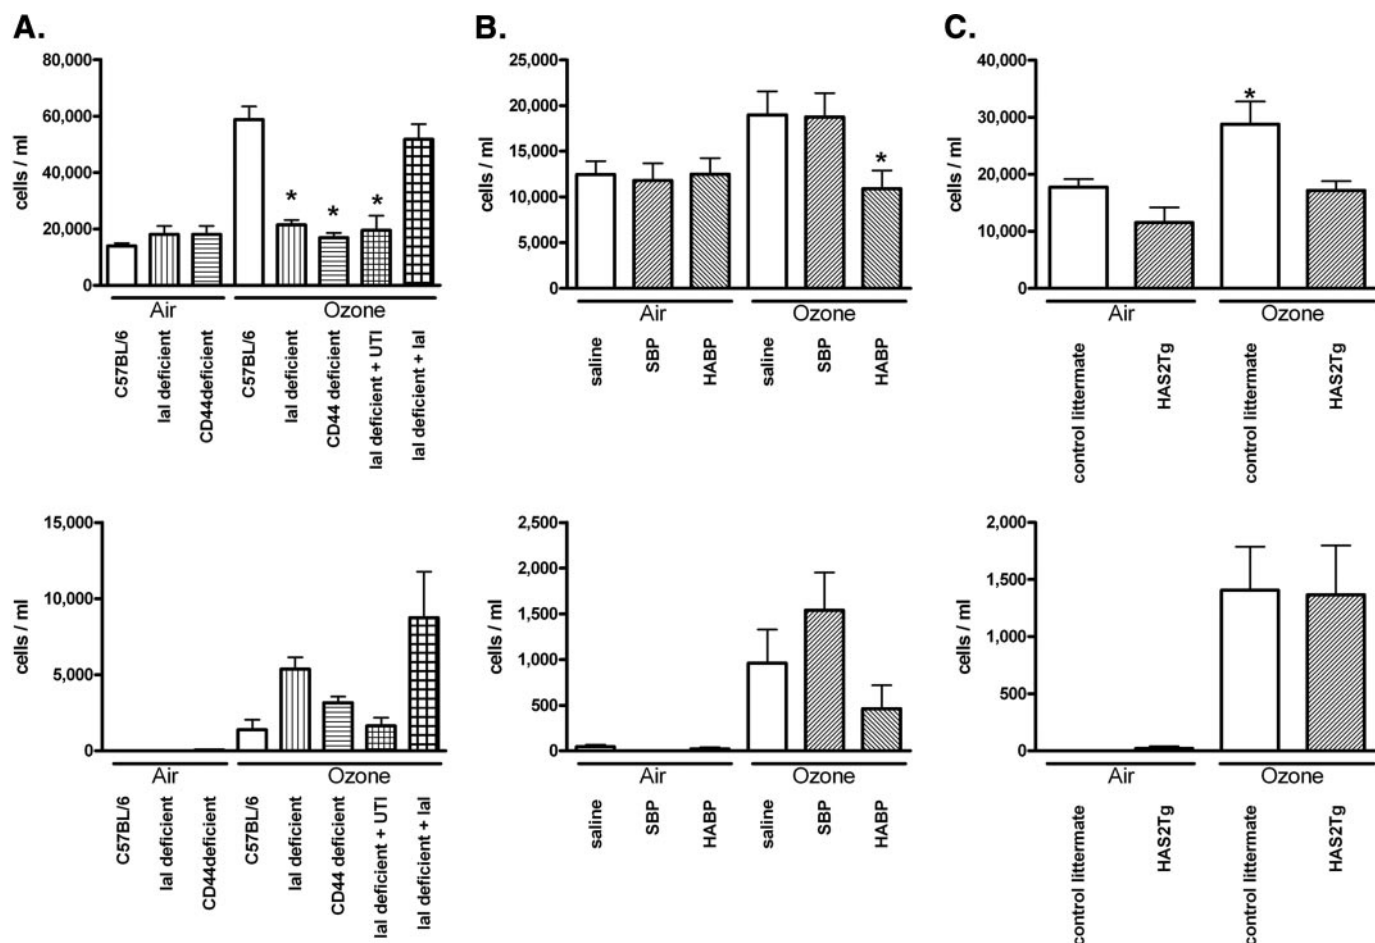 A.
80,000
60,000
40,000
20,000
0
cells / ml
*
*
*
Air
Ozone
C57BL/6
IaI deficient
CD44deficient
C57BL/6
IaI deficient
CD44 deficient
IaI deficient + UTI
IaI deficient + IaI
15,000
10,000
5,000
0
cells / ml
Air
Ozone
C57BL/6
IaI deficient
CD44deficient
C57BL/6
IaI deficient
CD44 deficient
IaI deficient + UTI
IaI deficient + IaI
B.
25,000
20,000
15,000
10,000
5,000
0
cells / ml
*
Air
Ozone
saline
SBP
HABP
saline
SBP
HABP
2,500
2,000
1,500
1,000
500
0
cells / ml
Air
Ozone
saline
SBP
HABP
saline
SBP
HABP
C.
40,000
30,000
20,000
10,000
0
cells / ml
*
Air
Ozone
control littermate
HAS2Tg
control littermate
HAS2Tg
2,000
1,500
1,000
500
0
cells / ml
Air
Ozone
control littermate
HAS2Tg
control littermate
HAS2Tg